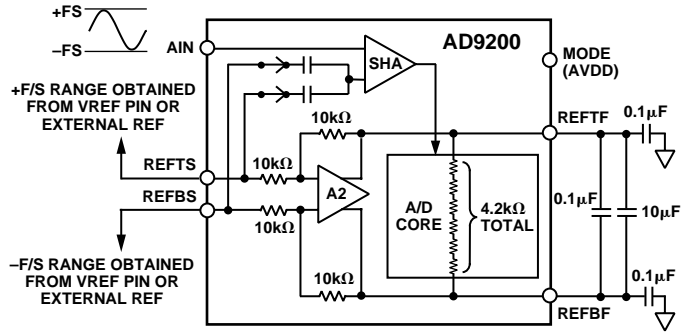 +FS
–FS
AIN
SHA
AD9200
MODE
(AVDD)
+F/S RANGE OBTAINED
FROM VREF PIN OR
EXTERNAL REF
REFTS
REFBS
–F/S RANGE OBTAINED
FROM VREF PIN OR
EXTERNAL REF
10kΩ
10kΩ
10kΩ
10kΩ
A2
A/D
CORE
4.2kΩ
TOTAL
REFTF
REFBF
0.1µF
0.1µF
10µF
0.1µF